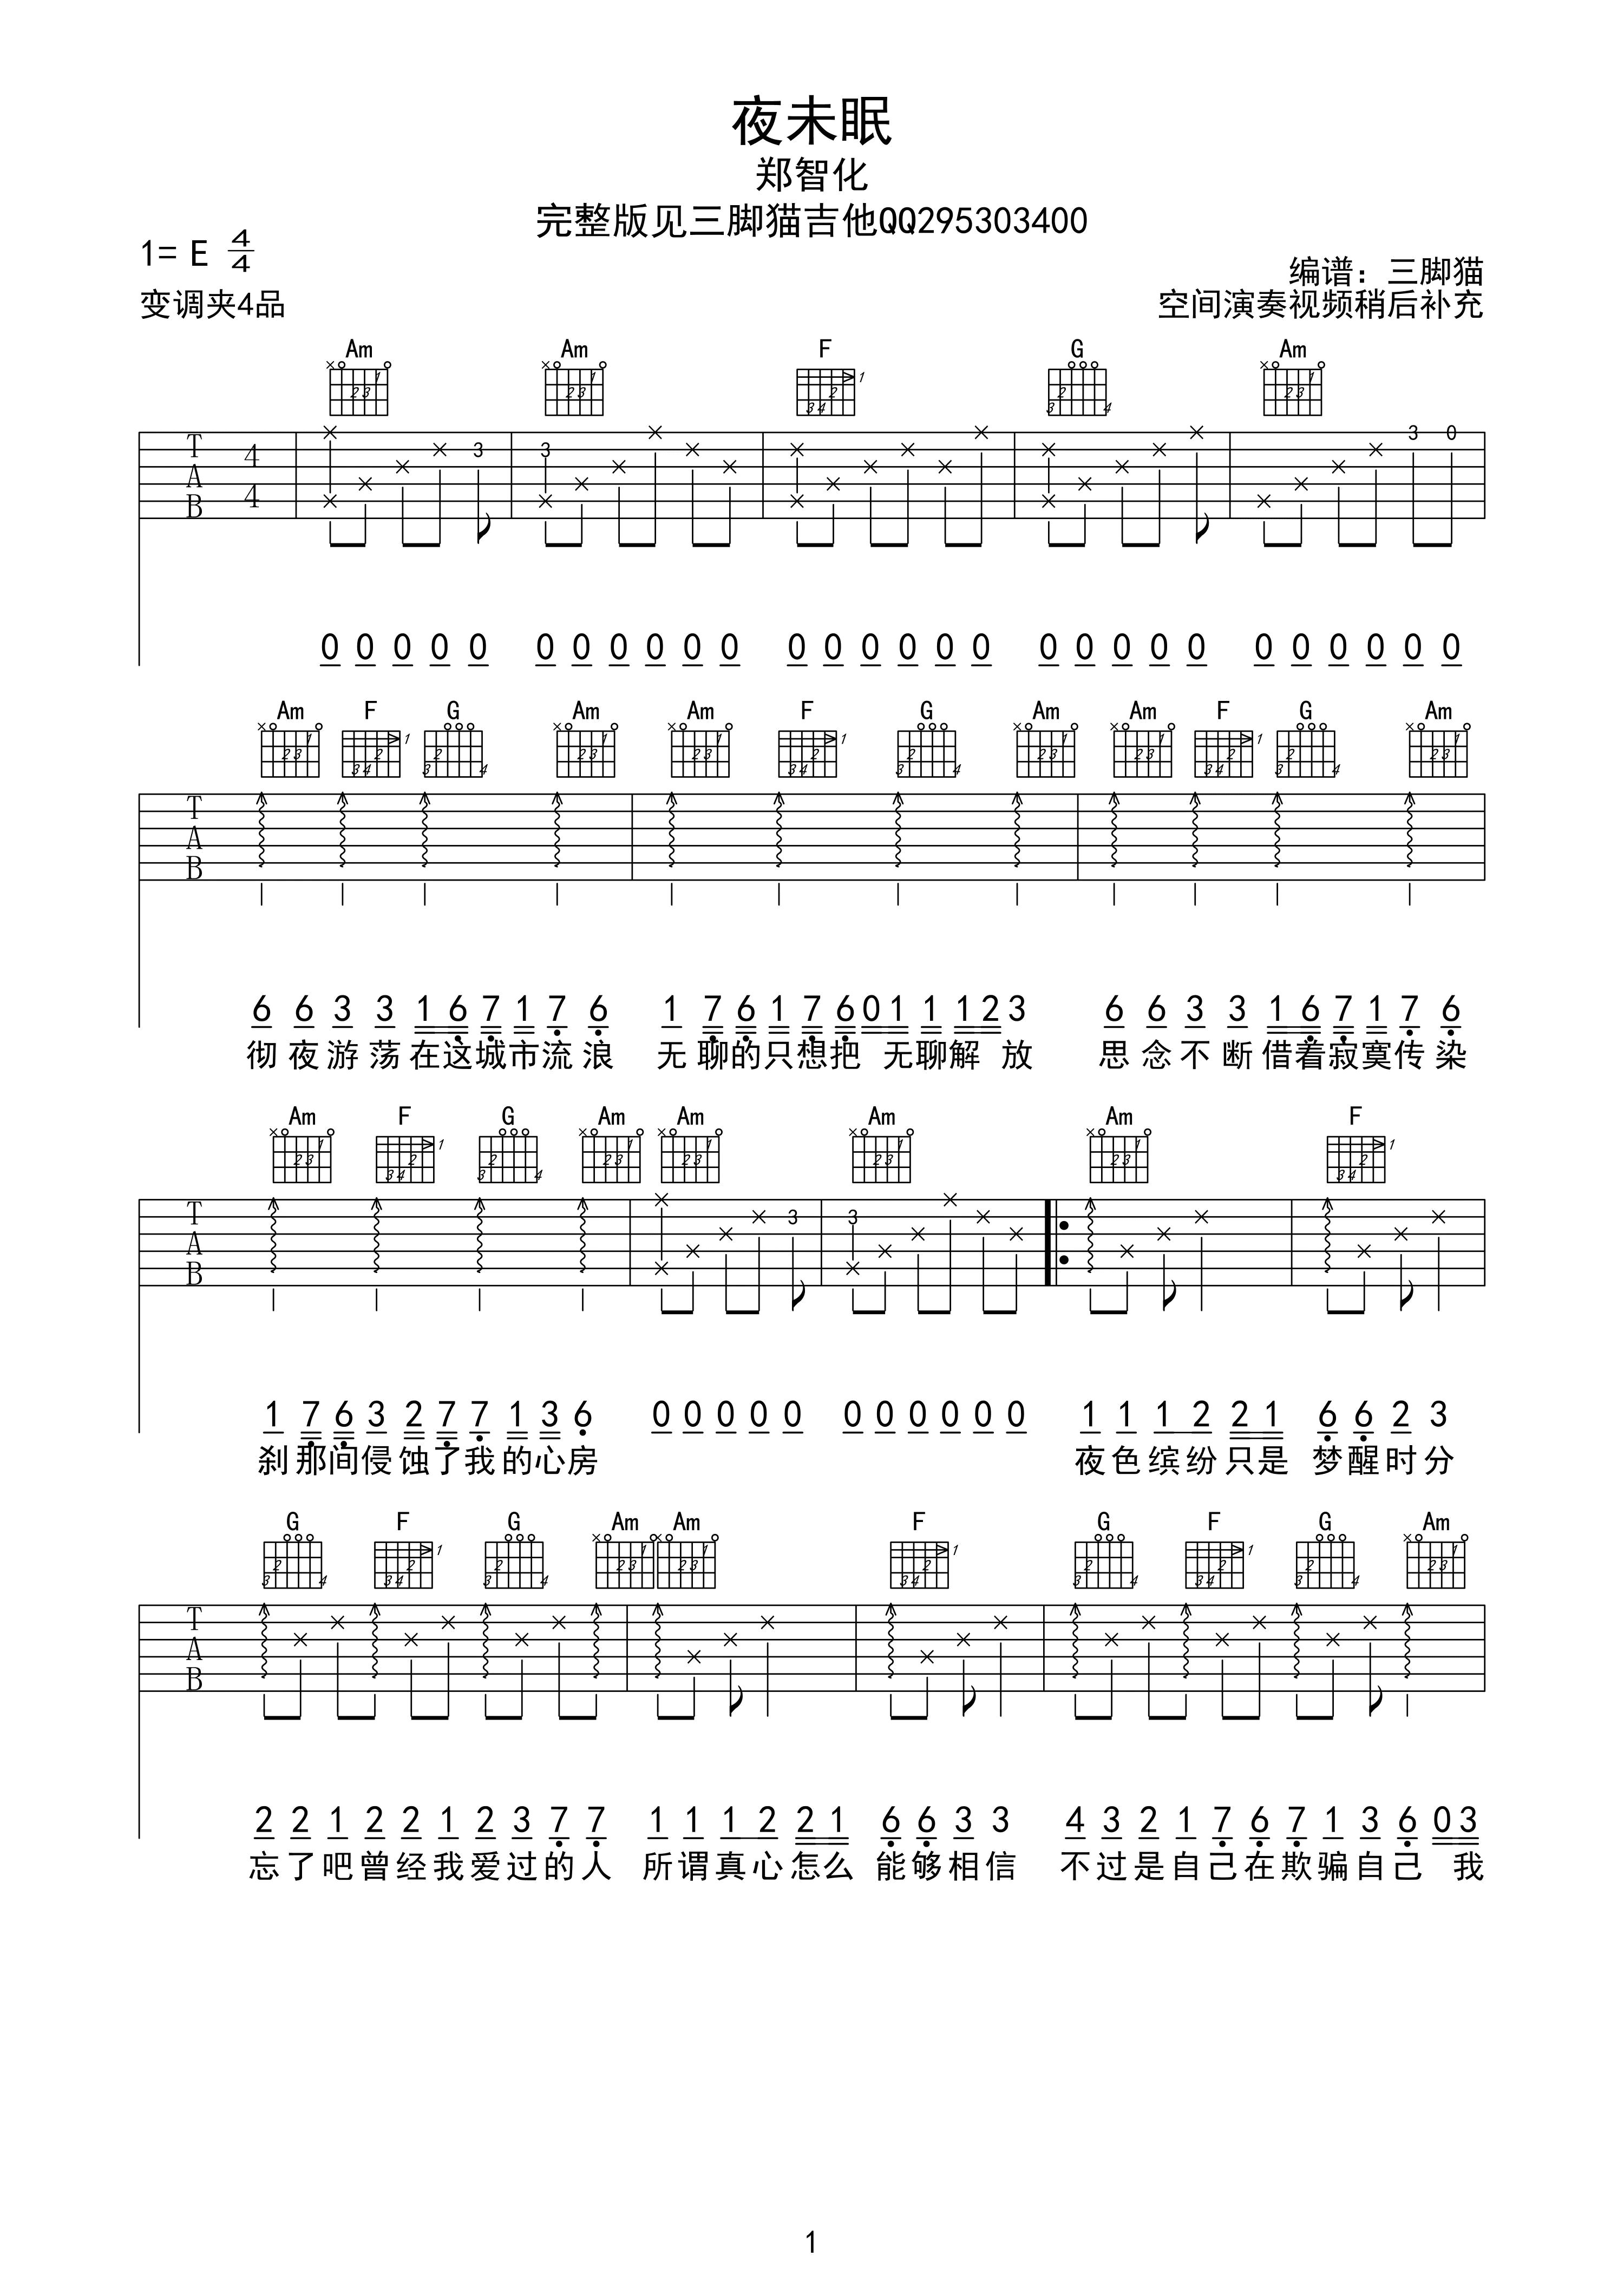 夜未眠
郑智化
完整版见三脚猫吉他QQ295303400
1= E 4/4
编谱：三脚猫
变调夹4品
空间演奏视频稍后补充
Am Am F G Am
T A B 4 4 3 3 3 0
0 0 0 0 0 0 0 0 0 0 0 0 0 0 0 0 0 0 0 0 0 0 0 0 0 0 0 0
Am F G Am Am F G Am Am F G Am
T A B
6 6 3 3 1 6 7 1 7 6 1 7 6 1 7 6 0 1 1 1 2 3 6 6 3 3 1 6 7 1 7 6
彻夜游荡在这城市流浪 无聊的只想把 无聊解 放 思念不断借着寂寞传染
Am F G Am Am Am Am F
T A B 3 3
1 7 6 3 2 7 7 1 3 6 0 0 0 0 0 0 0 0 0 0 0 1 1 1 2 2 1 6 6 2 3
刹那间侵蚀了我的心房 夜色缤纷只是 梦醒时分
G F G Am Am F G F G Am
T A B
2 2 1 2 2 1 2 3 7 7 1 1 1 2 2 1 6 6 3 3 4 3 2 1 7 6 7 1 3 6 0 3
忘了吧曾经我爱过的人 所谓真心怎么 能够相信 不过是自己在欺骗自己 我
1